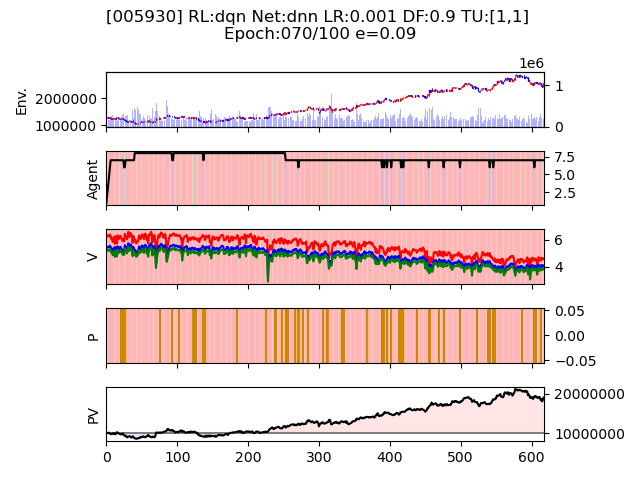 [005930] RL:dqn Net:dnn LR:0.001 DF:0.9 TU:[1,1]
Epoch:070/100 e=0.09
1e6
Env.
2000000
1000000
1
0
Agent
7.5
5.0
2.5
V
6
4
P
0.05
0.00
−0.05
PV
20000000
10000000
0 100 200 300 400 500 600